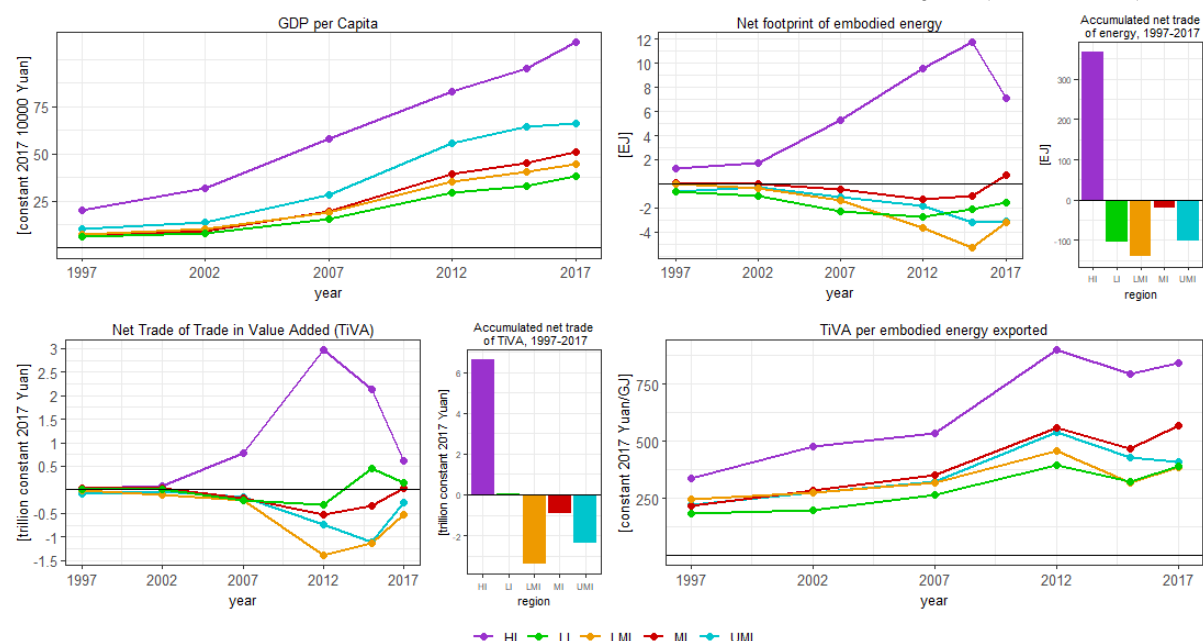 GDP per Capita
[constant 2017 10000 Yuan]
75
50
25
1997 2002 2007 2012 2017
year
Net footprint of embodied energy
[EJ]
12
10
8
6
4
2
-2
-4
1997 2002 2007 2012 2017
year
Accumulated net trade
of energy, 1997-2017
[EJ]
300
200
100
0
-100
HI LI LMI MI UMI
region
Net Trade of Trade in Value Added (TiVA)
[trillion constant 2017 Yuan]
3
2.5
2
1.5
1
0.5
-0.5
-1
-1.5
1997 2002 2007 2012 2017
year
Accumulated net trade
of TiVA, 1997-2017
[trillion constant 2017 Yuan]
6
4
2
0
-2
HI LI LMI MI UMI
region
TiVA per embodied energy exported
[constant 2017 Yuan/GJ]
750
500
250
1997 2002 2007 2012 2017
year
HI LI LMI MI UMI